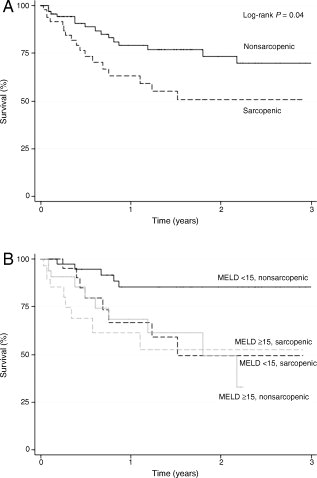 A
Log-rank P = 0.04
Survival (%)
100
75
50
25
0
Nonsarcopenic
Sarcopenic
0
1
2
3
Time (years)
B
Survival (%)
100
75
50
25
0
MELD <15, nonsarcopenic
MELD ≥15, sarcopenic
MELD <15, sarcopenic
MELD ≥15, nonsarcopenic
0
1
2
3
Time (years)